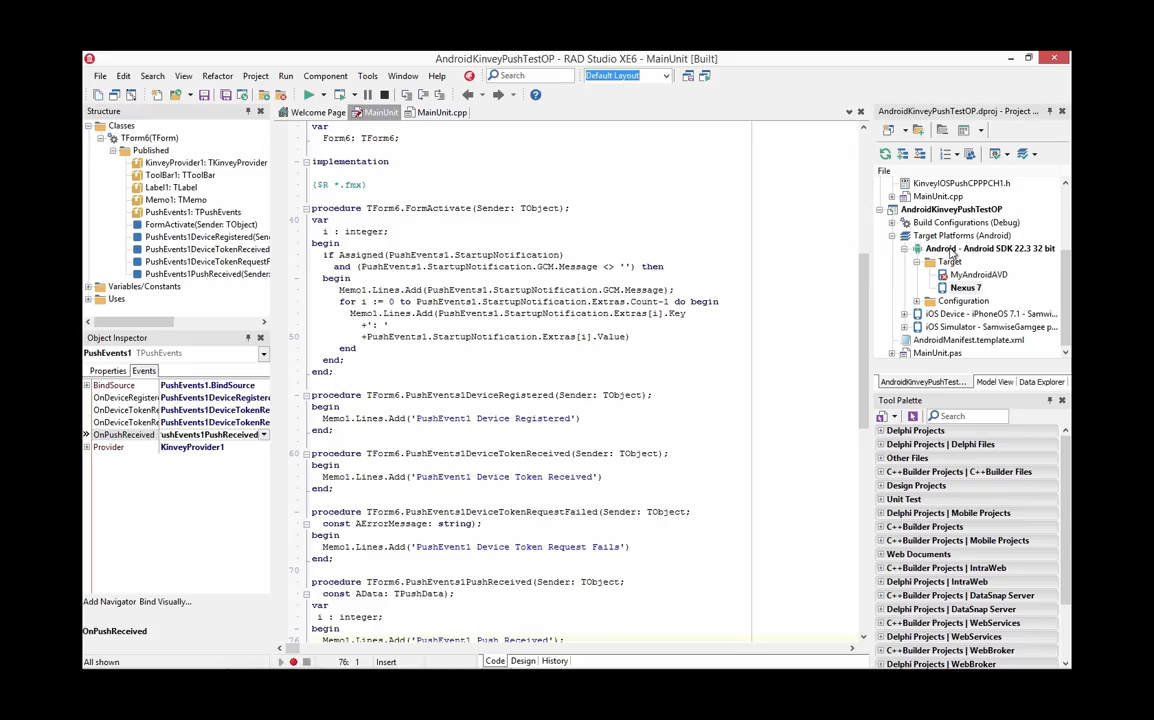 AndroidKinveyPushTestOP - RAD Studio XE6 - MainUnit [Built]
File Edit Search View Refactor Project Run Component Tools Window Help
Search
Default Layout
Structure
Classes
TForm6(TForm)
Published
KinveyProvider1: TKinveyProvider
ToolBar1: TToolBar
Label1: TLabel
Memo1: TMemo
PushEvents1: TPushEvents
FormActivate(Sender: TObject)
PushEvents1DeviceRegistered(Sen
PushEvents1DeviceTokenReceived
PushEvents1DeviceTokenRequestF
PushEvents1PushReceived(Sender:
Variables/Constants
Uses
Object Inspector
PushEvents1 TPushEvents
Properties Events
BindSource PushEvents1.BindSource
OnDeviceRegistere PushEvents1DeviceRegistere
OnDeviceTokenRe PushEvents1DeviceTokenRe
OnDeviceTokenRe PushEvents1DeviceTokenRe
OnPushReceived ushEvents1PushReceived
Provider KinveyProvider1
Add Navigator Bind Visually...
OnPushReceived
All shown
Welcome Page MainUnit MainUnit.cpp
var
Form6: TForm6;
implementation
{$R *.fmx}
procedure TForm6.FormActivate(Sender: TObject);
40 var
i : integer;
begin
if Assigned(PushEvents1.StartupNotification)
and (PushEvents1.StartupNotification.GCM.Message <> '') then
begin
Memo1.Lines.Add(PushEvents1.StartupNotification.GCM.Message);
for i := 0 to PushEvents1.StartupNotification.Extras.Count-1 do begin
Memo1.Lines.Add(PushEvents1.StartupNotification.Extras[i].Key
+': '
50 +PushEvents1.StartupNotification.Extras[i].Value)
end
end;
end;
procedure TForm6.PushEvents1DeviceRegistered(Sender: TObject);
begin
Memo1.Lines.Add('PushEvent1 Device Registered')
end;
60 procedure TForm6.PushEvents1DeviceTokenReceived(Sender: TObject);
begin
Memo1.Lines.Add('PushEvent1 Device Token Received')
end;
procedure TForm6.PushEvents1DeviceTokenRequestFailed(Sender: TObject;
const AErrorMessage: string);
begin
Memo1.Lines.Add('PushEvent1 Device Token Request Fails')
end;
70
procedure TForm6.PushEvents1PushReceived(Sender: TObject;
const AData: TPushData);
var
i : integer;
begin
76 Memo1.Lines.Add('PushEvent1 Push Received');
76: 1 Insert Code Design History
AndroidKinveyPushTestOP.dproj - Project ...
File
KinveyIOSPushCPPPCH1.h
MainUnit.cpp
AndroidKinveyPushTestOP
Build Configurations (Debug)
Target Platforms (Android)
Android - Android SDK 22.3 32 bit
Target
MyAndroidAVD
Nexus 7
Configuration
iOS Device - iPhoneOS 7.1 - Samwi...
iOS Simulator - SamwiseGamgee p...
AndroidManifest.template.xml
MainUnit.pas
AndroidKinveyPushTest... Model View Data Explorer
Tool Palette
Search
Delphi Projects
Delphi Projects | Delphi Files
Other Files
C++Builder Projects | C++Builder Files
Design Projects
Unit Test
Delphi Projects | Mobile Projects
C++Builder Projects
C++Builder Projects | Mobile Projects
Web Documents
C++Builder Projects | IntraWeb
Delphi Projects | IntraWeb
C++Builder Projects | DataSnap Server
Delphi Projects | DataSnap Server
C++Builder Projects | WebServices
Delphi Projects | WebServices
C++Builder Projects | WebBroker
Delphi Projects | WebBroker